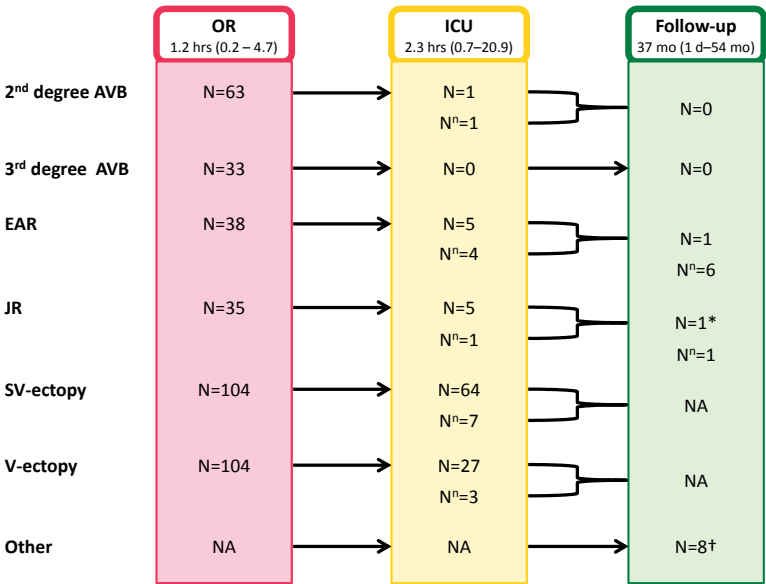 OR
1.2 hrs (0.2 – 4.7)
ICU
2.3 hrs (0.7–20.9)
Follow-up
37 mo (1 d–54 mo)
2nd degree AVB
N=63
N=1
Nⁿ=1
N=0
3rd degree AVB
N=33
N=0
N=0
EAR
N=38
N=5
Nⁿ=4
N=1
Nⁿ=6
JR
N=35
N=5
Nⁿ=1
N=1*
Nⁿ=1
SV-ectopy
N=104
N=64
Nⁿ=7
NA
V-ectopy
N=104
N=27
Nⁿ=3
NA
Other
NA
NA
N=8†